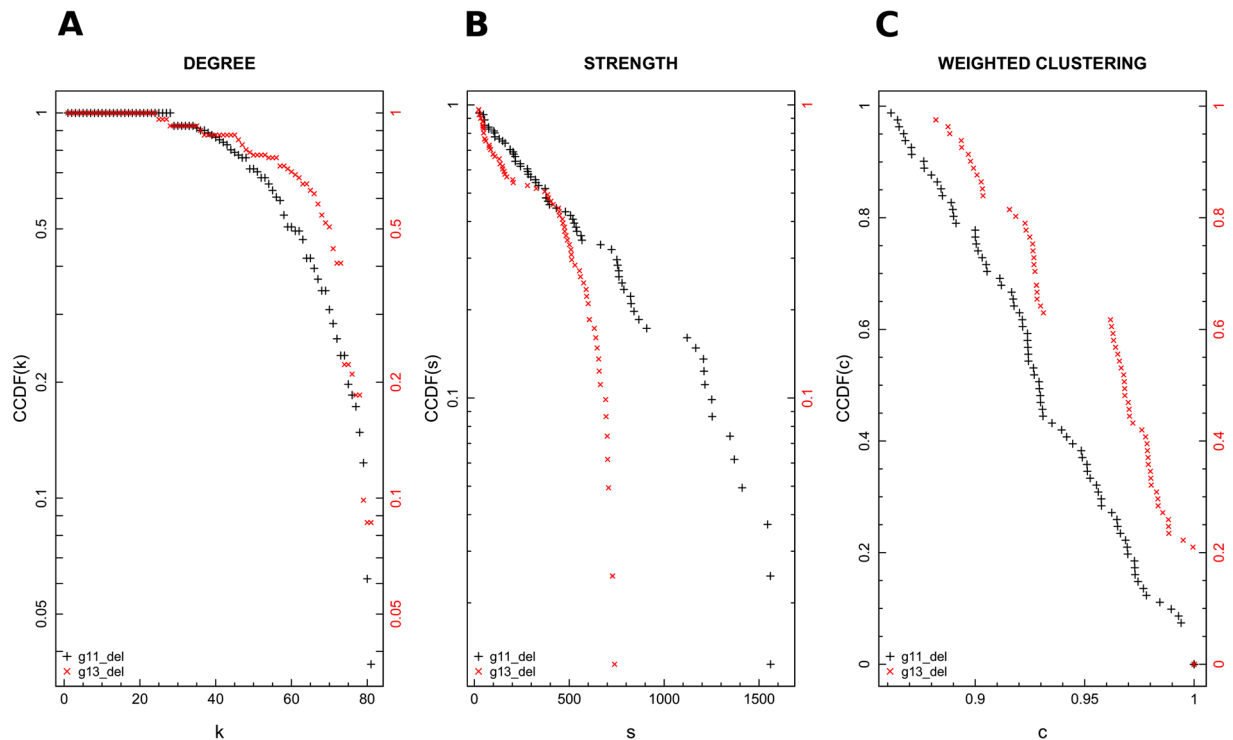 A
DEGREE
CCDF(k)
1
0.5
0.2
0.1
0.05
1
0.5
0.2
0.1
0.05
g11_del
g13_del
0
20
40
60
80
k
B
STRENGTH
CCDF(s)
1
0.1
1
0.1
g11_del
g13_del
0
500
1000
1500
s
C
WEIGHTED CLUSTERING
CCDF(c)
1
0.8
0.6
0.4
0.2
0
1
0.8
0.6
0.4
0.2
0
g11_del
g13_del
0.9
0.95
1
c